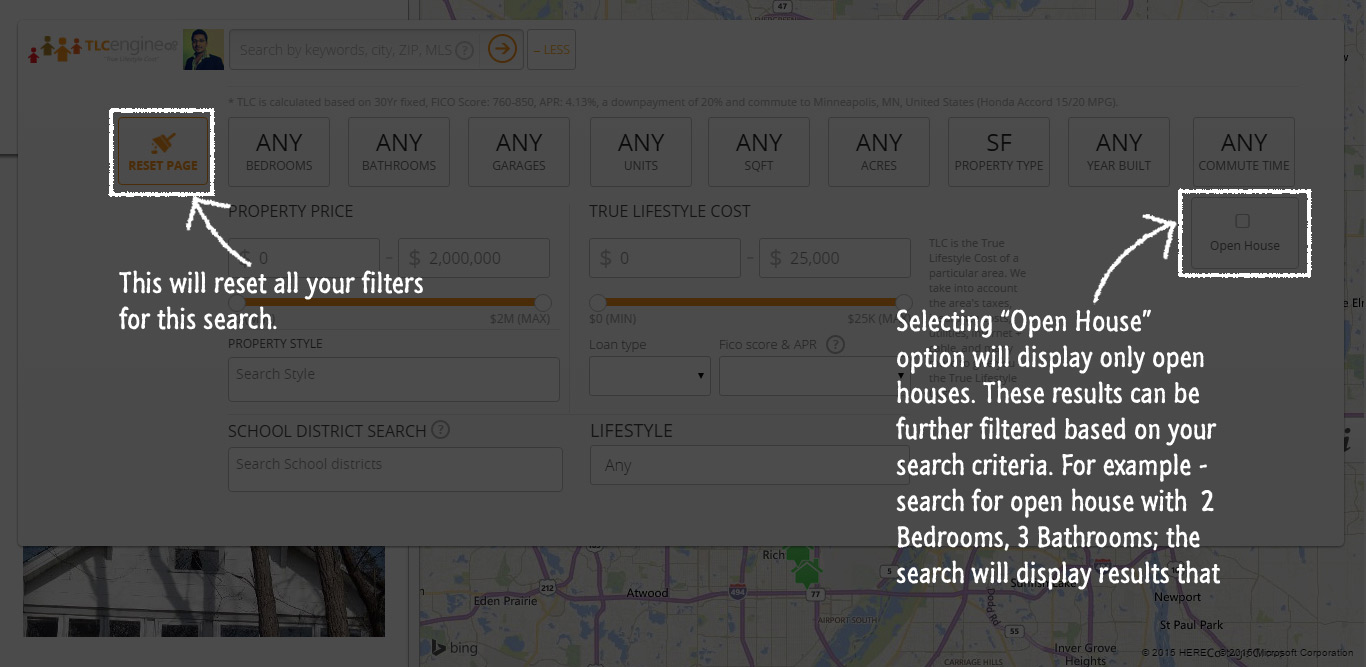 47
TLCengine
True Lifestyle Cost
Search by keywords, city, ZIP, MLS ?
– LESS
* TLC is calculated based on 30Yr fixed, FICO Score: 760-850, APR: 4.13%, a downpayment of 20% and commute to Minneapolis, MN, United States (Honda Accord 15/20 MPG).
RESET PAGE
ANY
BEDROOMS
ANY
BATHROOMS
ANY
GARAGES
ANY
UNITS
ANY
SQFT
ANY
ACRES
SF
PROPERTY TYPE
ANY
YEAR BUILT
ANY
COMMUTE TIME
Open House
PROPERTY PRICE
$ 0 – $ 2,000,000
$2M (MAX)
This will reset all your filters
for this search.
TRUE LIFESTYLE COST
$ 0 – $ 25,000
$0 (MIN)
TLC is the True
Lifestyle Cost of a
particular area. We
take into account
the area's taxes,
the True Lifestyle
PROPERTY STYLE
Search Style
Loan type
Fico score & APR ?
SCHOOL DISTRICT SEARCH ?
Search School districts
LIFESTYLE
Any
Selecting “Open House”
option will display only open
houses. These results can be
further filtered based on your
search criteria. For example -
search for open house with 2
Bedrooms, 3 Bathrooms; the
search will display results that
Rich
5
212
Eden Prairie
Atwood
494
77
Newport
AIRPORT SOUTH
55
St Paul Park
Inver Grove
Heights
CARRIAGE HILLS
bing
© 2016 HERE © 2016 Microsoft Corporation